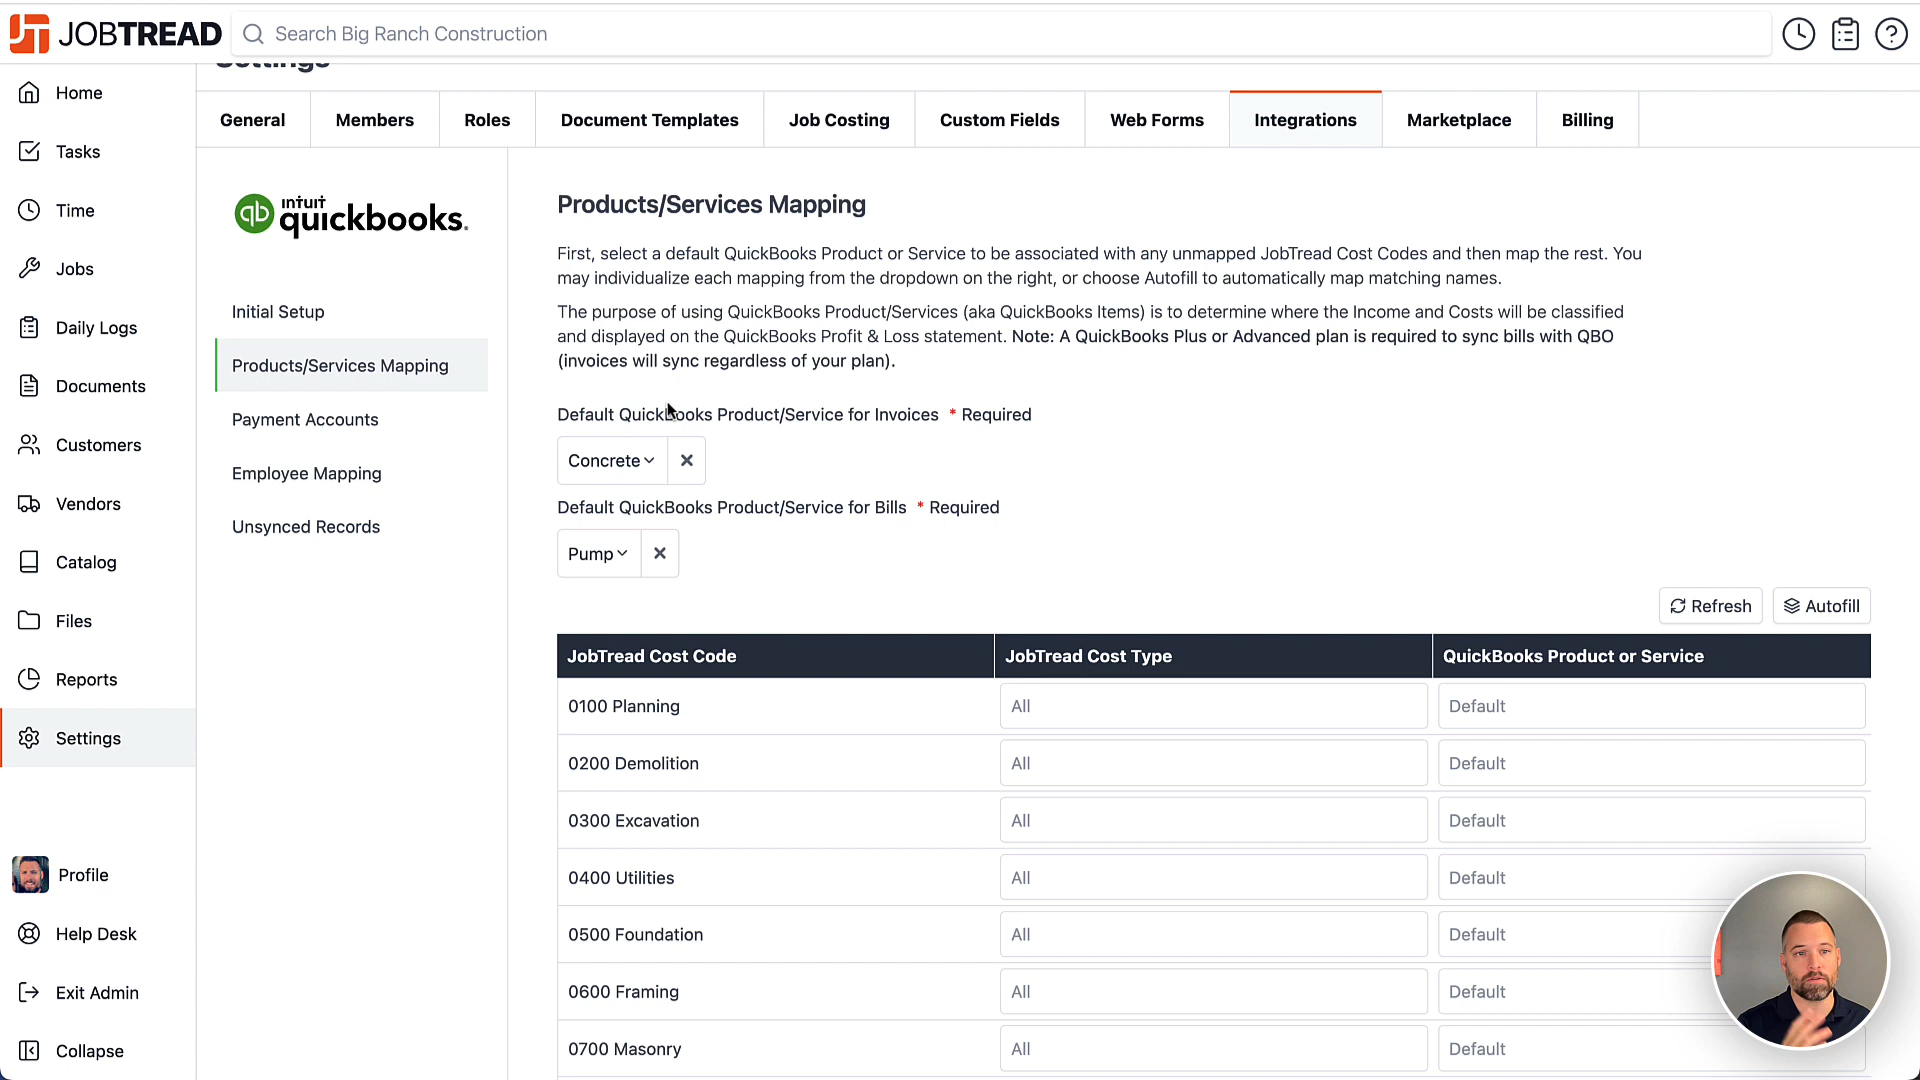 JOBTREAD
Search Big Ranch Construction
Settings
Home
Tasks
Time
Jobs
Daily Logs
Documents
Customers
Vendors
Catalog
Files
Reports
Settings
Profile
Help Desk
Exit Admin
Collapse
General
Members
Roles
Document Templates
Job Costing
Custom Fields
Web Forms
Integrations
Marketplace
Billing
qb
intuit
quickbooks.
Initial Setup
Products/Services Mapping
Payment Accounts
Employee Mapping
Unsynced Records
Products/Services Mapping
First, select a default QuickBooks Product or Service to be associated with any unmapped JobTread Cost Codes and then map the rest. You
may individualize each mapping from the dropdown on the right, or choose Autofill to automatically map matching names.
The purpose of using QuickBooks Product/Services (aka QuickBooks Items) is to determine where the Income and Costs will be classified
and displayed on the QuickBooks Profit & Loss statement. Note: A QuickBooks Plus or Advanced plan is required to sync bills with QBO
(invoices will sync regardless of your plan).
Default QuickBooks Product/Service for Invoices * Required
Concrete
Default QuickBooks Product/Service for Bills * Required
Pump
Refresh
Autofill
JobTread Cost Code JobTread Cost Type QuickBooks Product or Service
0100 Planning All Default
0200 Demolition All Default
0300 Excavation All Default
0400 Utilities All Default
0500 Foundation All Default
0600 Framing All Default
0700 Masonry All Default